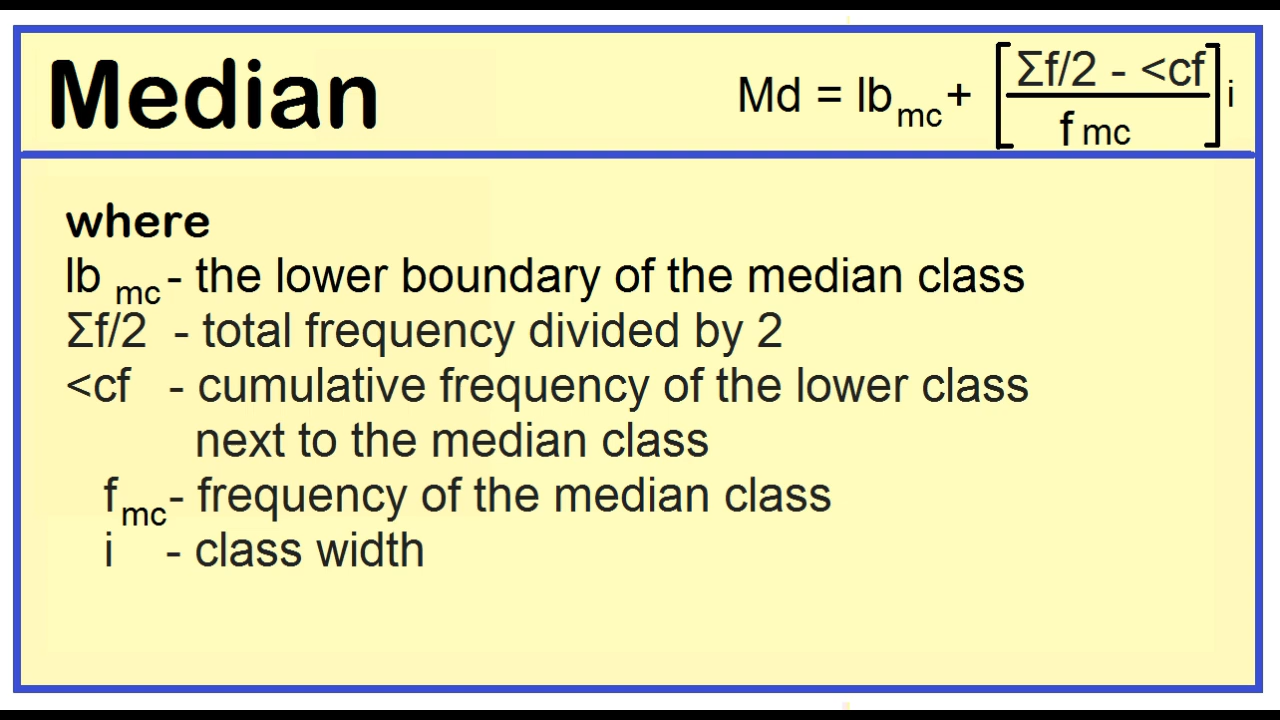 Median
Md = lb mc + [Σf/2 - <cf / f mc] i
where
lb mc - the lower boundary of the median class
Σf/2 - total frequency divided by 2
<cf - cumulative frequency of the lower class
next to the median class
f mc - frequency of the median class
i - class width